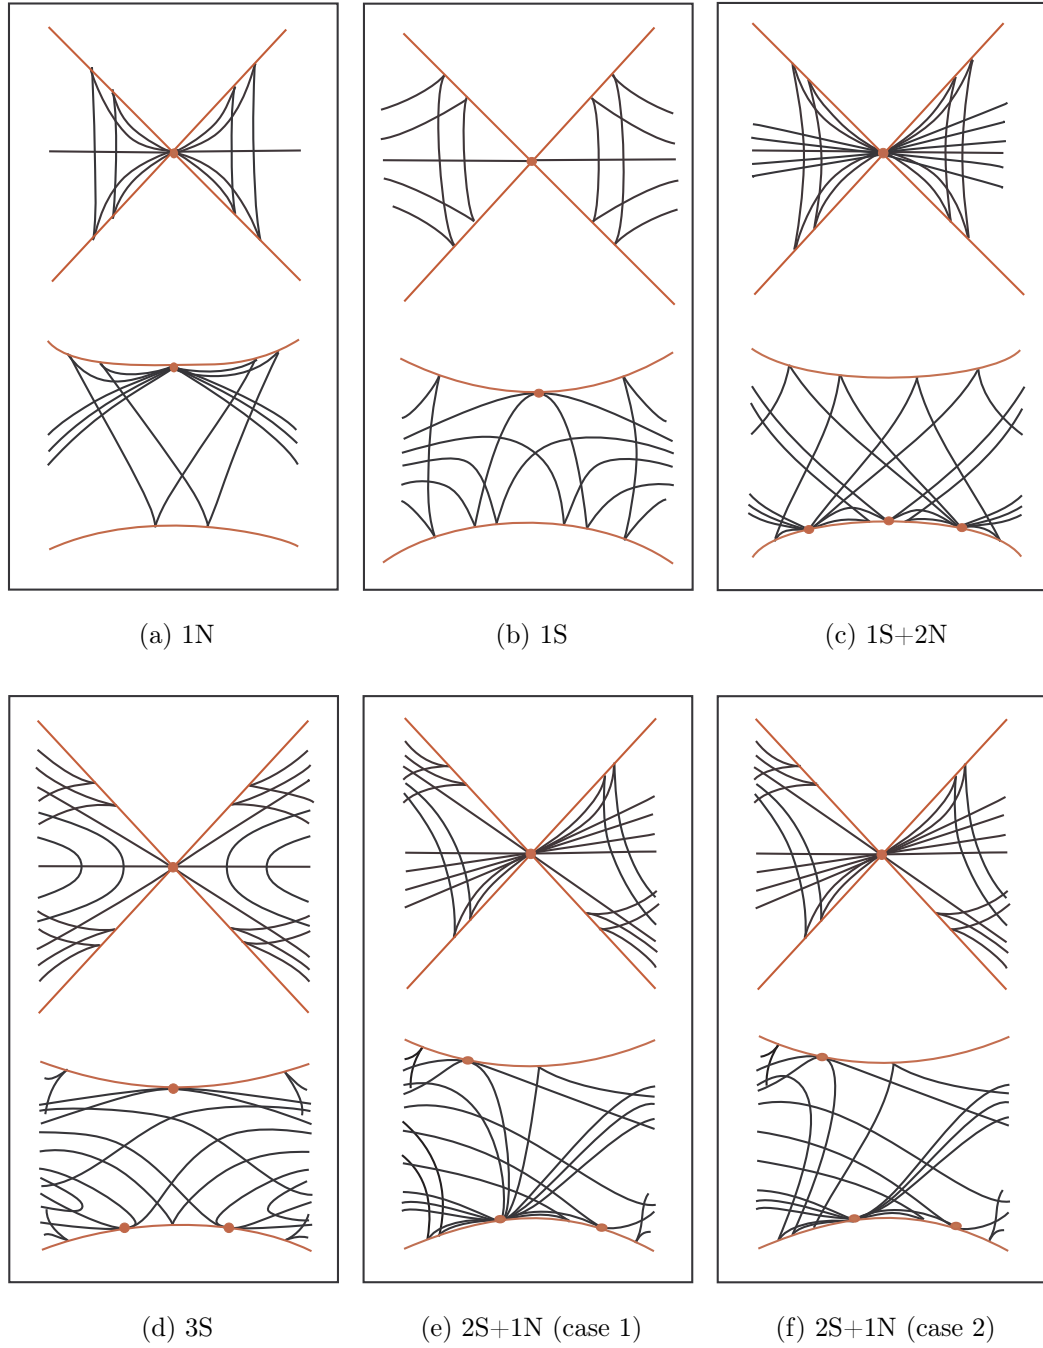 (a) 1N
(b) 1S
(c) 1S+2N
(d) 3S
(e) 2S+1N (case 1)
(f) 2S+1N (case 2)